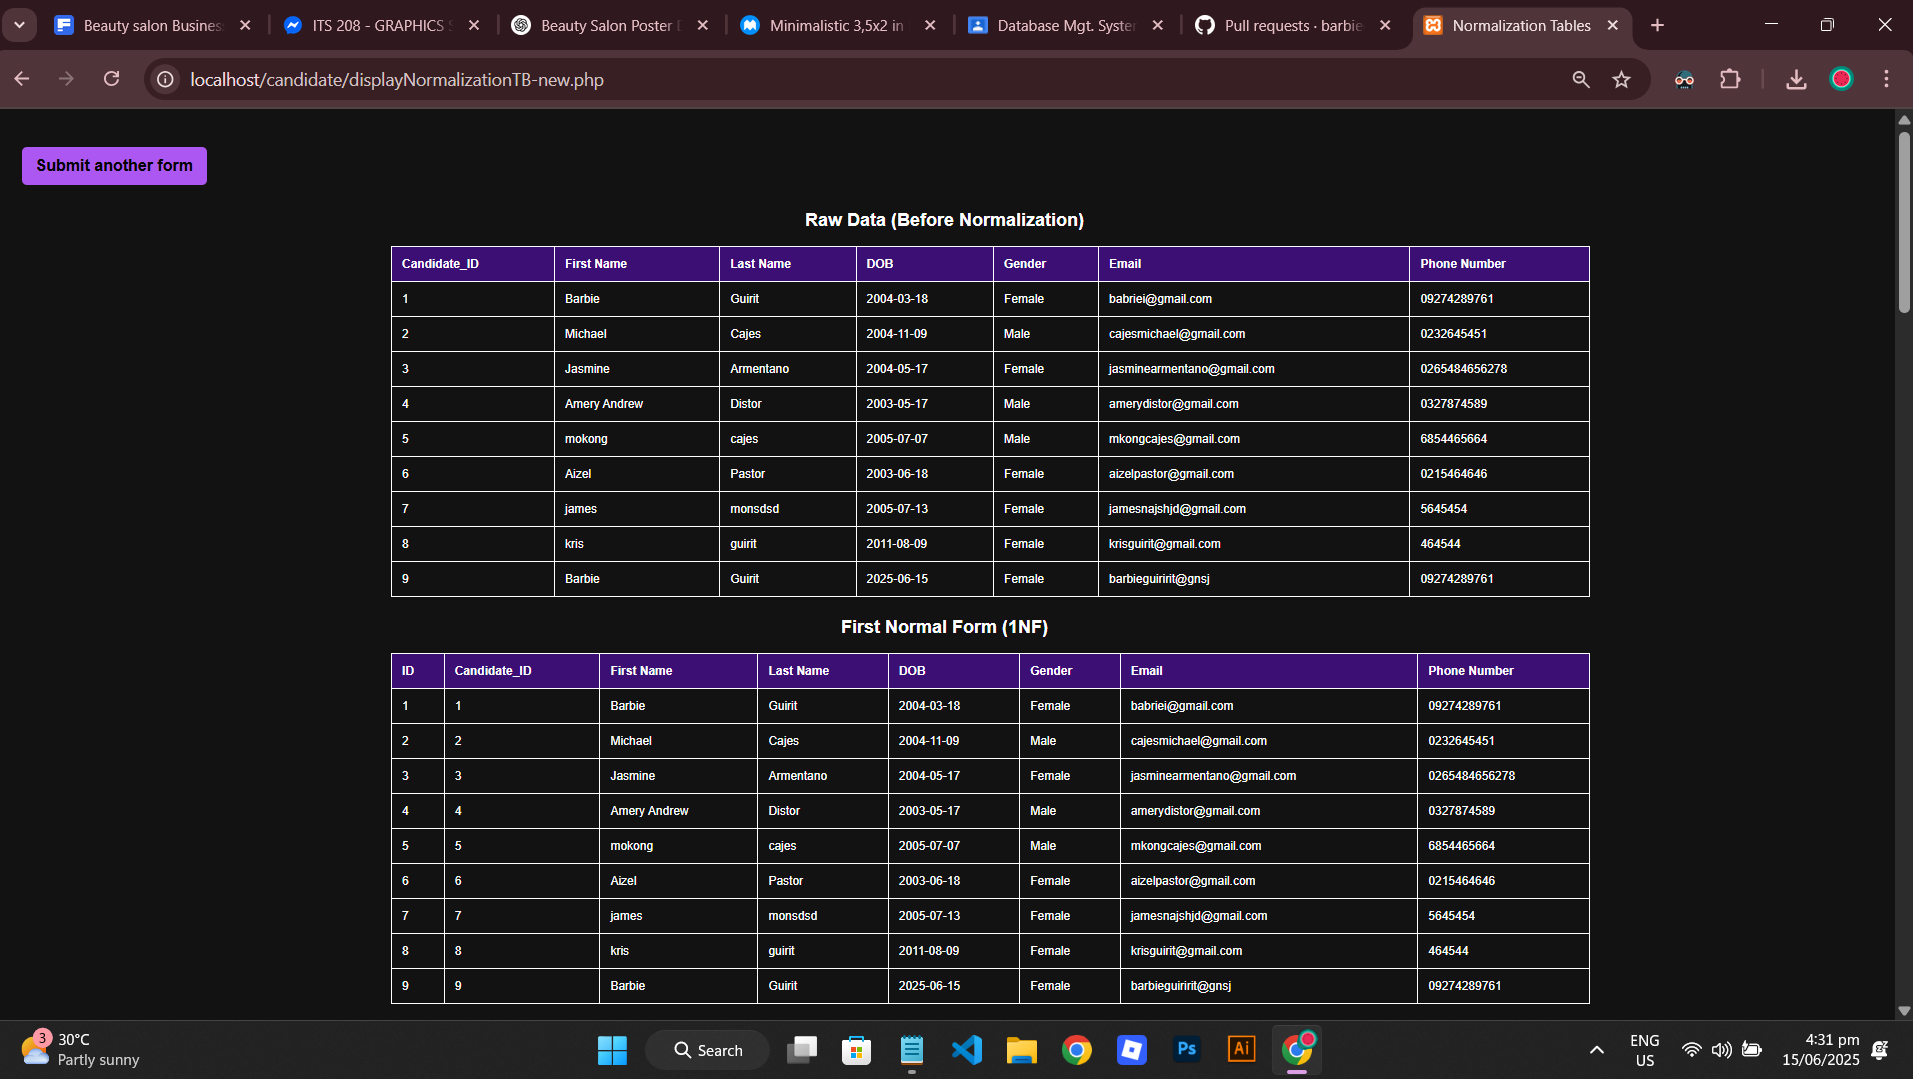 Beauty salon Busines
ITS 208 - GRAPHICS S
Beauty Salon Poster D
Minimalistic 3,5x2 in
Database Mgt. System
Pull requests · barbie
Normalization Tables
localhost/candidate/displayNormalizationTB-new.php
Submit another form
Raw Data (Before Normalization)
Candidate_ID First Name Last Name DOB Gender Email Phone Number
1 Barbie Guirit 2004-03-18 Female babriei@gmail.com 09274289761
2 Michael Cajes 2004-11-09 Male cajesmichael@gmail.com 0232645451
3 Jasmine Armentano 2004-05-17 Female jasminearmentano@gmail.com 0265484656278
4 Amery Andrew Distor 2003-05-17 Male amerydistor@gmail.com 0327874589
5 mokong cajes 2005-07-07 Male mkongcajes@gmail.com 6854465664
6 Aizel Pastor 2003-06-18 Female aizelpastor@gmail.com 0215464646
7 james monsdsd 2005-07-13 Female jamesnajshjd@gmail.com 5645454
8 kris guirit 2011-08-09 Female krisguirit@gmail.com 464544
9 Barbie Guirit 2025-06-15 Female barbieguiririt@gnsj 09274289761
First Normal Form (1NF)
ID Candidate_ID First Name Last Name DOB Gender Email Phone Number
1 1 Barbie Guirit 2004-03-18 Female babriei@gmail.com 09274289761
2 2 Michael Cajes 2004-11-09 Male cajesmichael@gmail.com 0232645451
3 3 Jasmine Armentano 2004-05-17 Female jasminearmentano@gmail.com 0265484656278
4 4 Amery Andrew Distor 2003-05-17 Male amerydistor@gmail.com 0327874589
5 5 mokong cajes 2005-07-07 Male mkongcajes@gmail.com 6854465664
6 6 Aizel Pastor 2003-06-18 Female aizelpastor@gmail.com 0215464646
7 7 james monsdsd 2005-07-13 Female jamesnajshjd@gmail.com 5645454
8 8 kris guirit 2011-08-09 Female krisguirit@gmail.com 464544
9 9 Barbie Guirit 2025-06-15 Female barbieguiririt@gnsj 09274289761
3
30°C
Partly sunny
Search
Ps
Ai
ENG
US
4:31 pm
15/06/2025